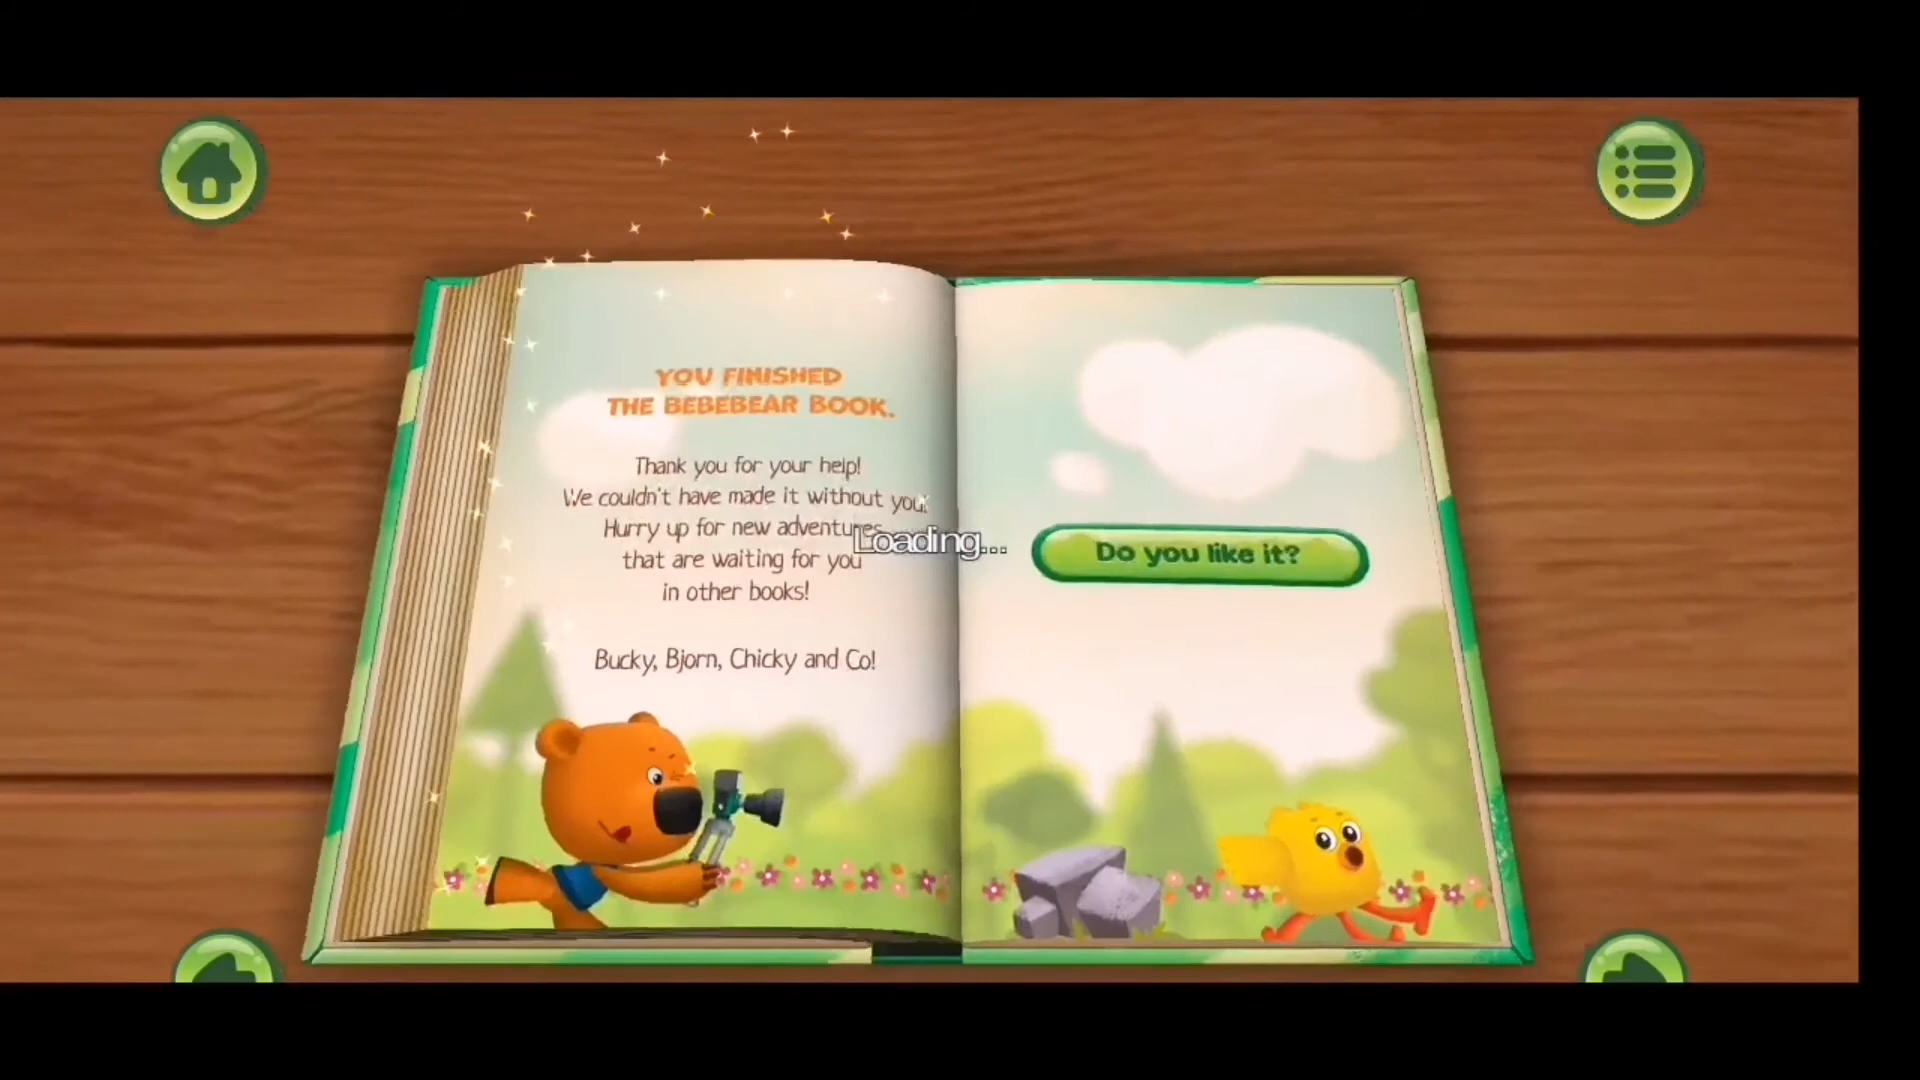 YOU FINISHED
THE BEBEBEAR BOOK.
Thank you for your help!
We couldn't have made it without you!
Hurry up for new adventures
that are waiting for you
in other books!
Bucky, Bjorn, Chicky and Co!
Loading...
Do you like it?